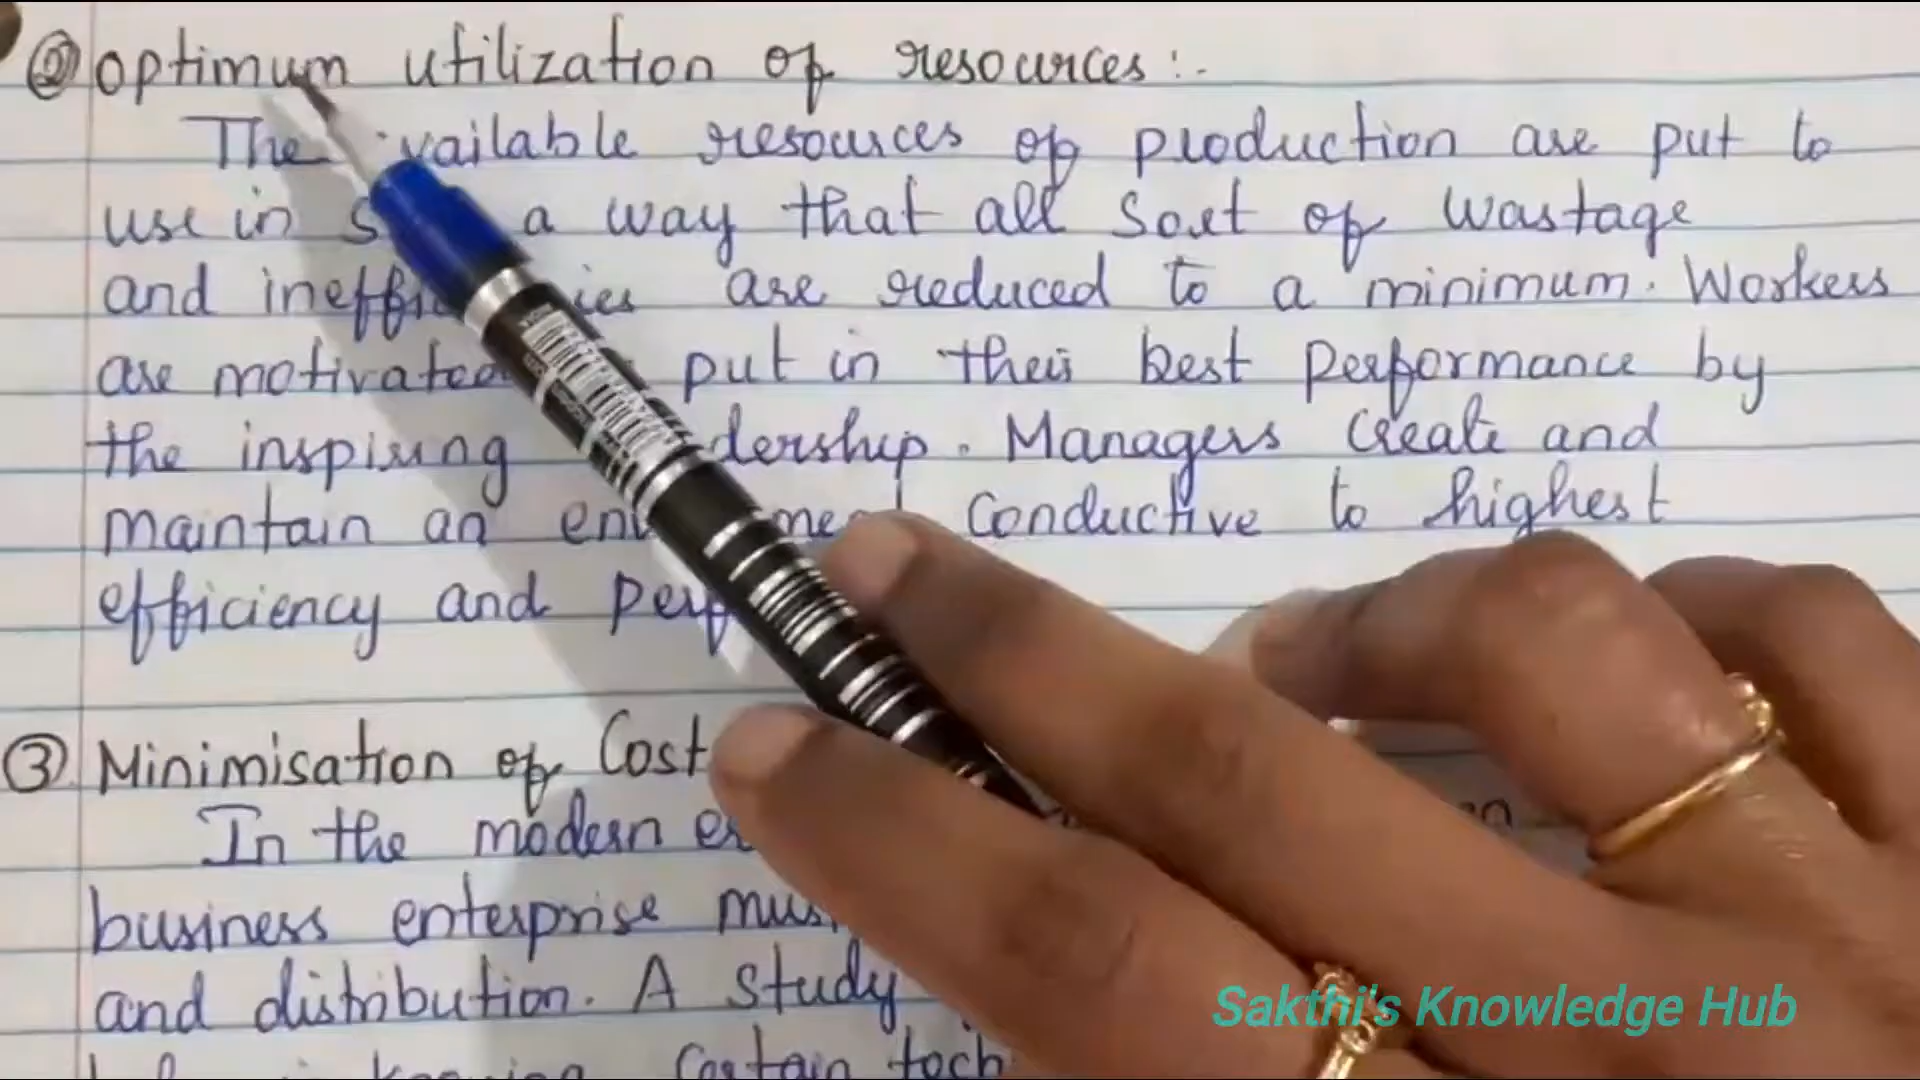 ② optimum utilization of resources:-
The available resources of production are put to
use in a way that all sort of wastage
and are reduced to a minimum. Workers
are motivated put in their best performance by
the inspiring Managers create and
maintain an conductive to highest
efficiency and
③ Minimisation of Cost
In the modern
business enterprise
and distribution. A study
Certain
Sakthi's Knowledge Hub